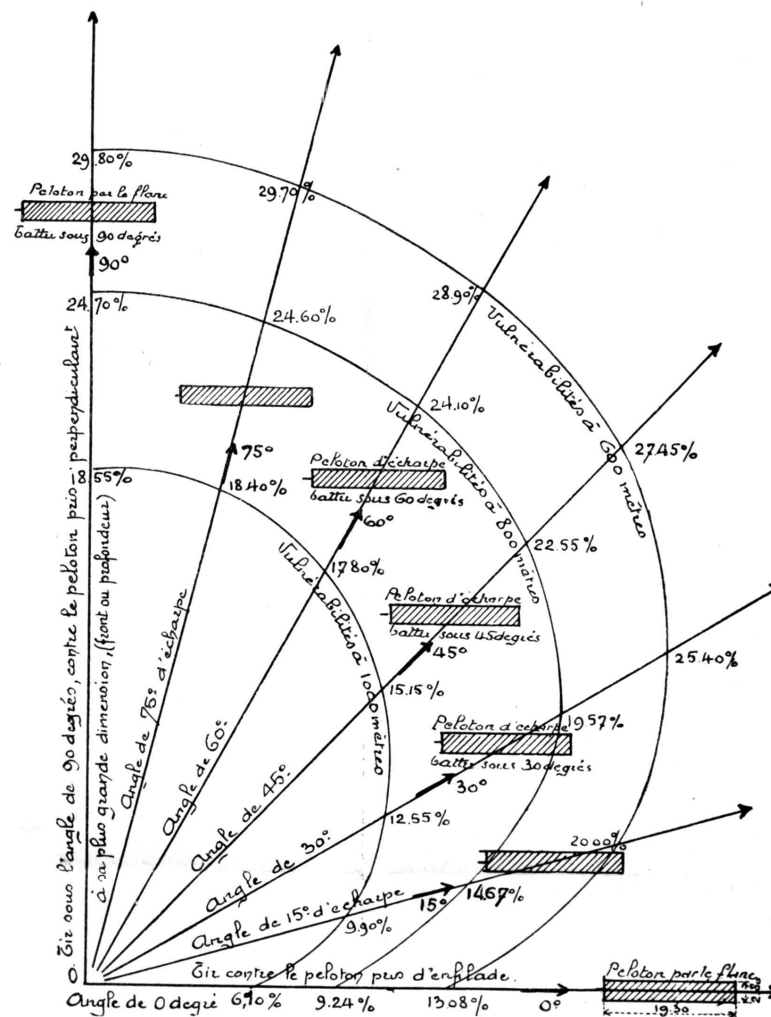 29.80%
29.70%
Peloton par le flanc
battu sous 90 degrés
90°
24.70%
24.60%
28.90%
Vulnérabilités à 600 mètres
24.10%
Vulnérabilités à 800 mètres
27.45%
75°
18.40%
18.55%
Peloton d'écharpe
battu sous 60 degrés
60°
17.80%
22.55%
Vulnérabilités à 1000 mètres
Peloton d'écharpe
battu sous 45 degrés
45°
15.15%
25.40%
19.57%
Peloton d'écharpe
battu sous 30 degrés
30°
12.55%
20.00%
14.67%
15°
9.90%
Tir sous l'angle de 90 degrés, contre le peloton pris perpendiculairt
à sa plus grande dimension, (front ou profondeur)
Angle de 75° d'écharpe
Angle de 60°
Angle de 45°
Angle de 30°
Angle de 15° d'écharpe
0
Tir contre le peloton pris d'enfilade.
Peloton par le flanc
Angle de 0 degré
6,10%
9.24%
13.08%
0°
19.30